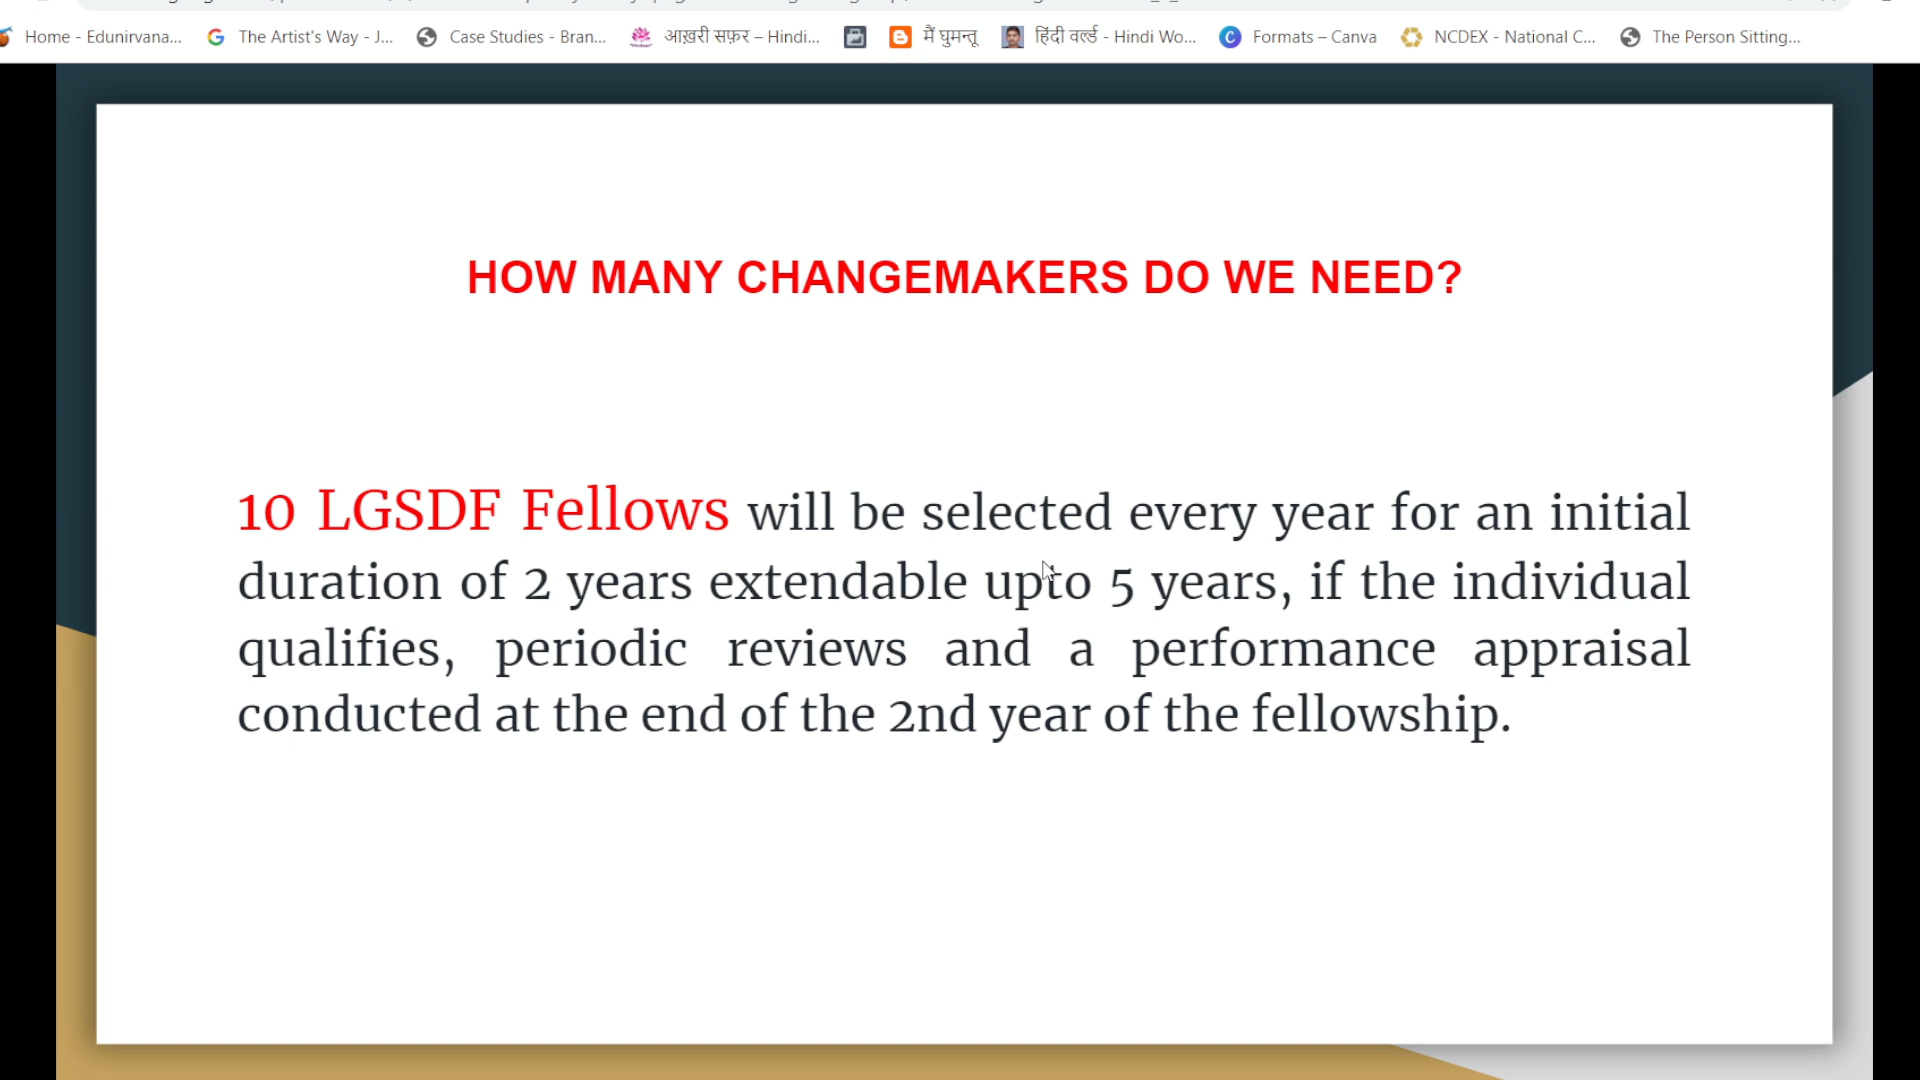 Home - Edunirvana... The Artist's Way - J... Case Studies - Bran... आख़री सफ़र – Hindi... मैं घुमन्तू हिंदी वर्ल्ड - Hindi Wo... Formats – Canva NCDEX - National C... The Person Sitting...
HOW MANY CHANGEMAKERS DO WE NEED?
10 LGSDF Fellows will be selected every year for an initial
duration of 2 years extendable upto 5 years, if the individual
qualifies, periodic reviews and a performance appraisal
conducted at the end of the 2nd year of the fellowship.